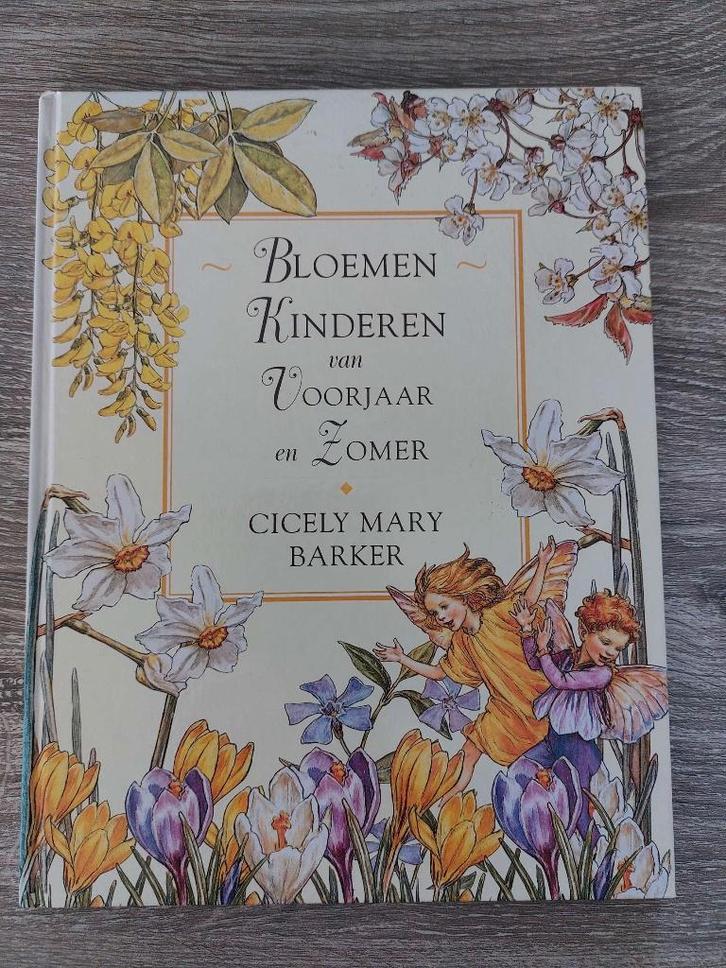 ~ BLOEMEN ~
KINDEREN
van
VOORJAAR
en ZOMER
CICELY MARY
BARKER